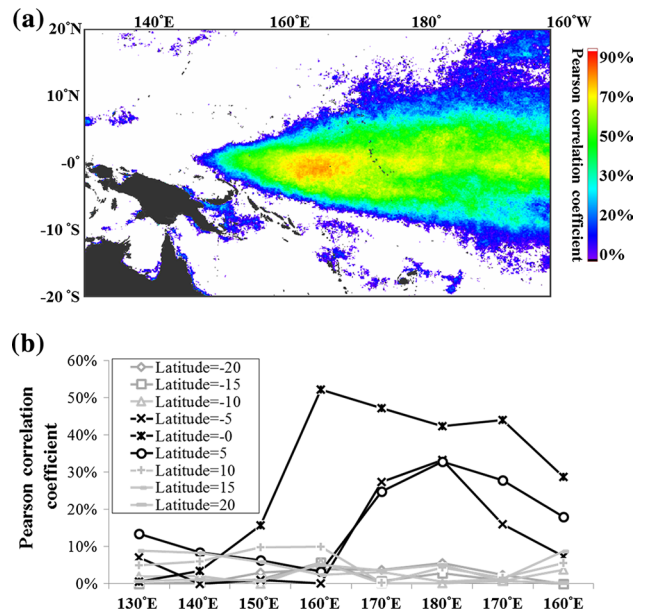 (a)
140˚E 160˚E 180˚ 160˚W
20˚N
10˚N
-0˚
-10˚S
-20˚S
Pearson correlation coefficient
90%
70%
50%
30%
20%
0%
(b)
Pearson correlation
coefficient
60%
50%
40%
30%
20%
10%
0%
Latitude=-20
Latitude=-15
Latitude=-10
Latitude=-5
Latitude=-0
Latitude=5
Latitude=10
Latitude=15
Latitude=20
130˚E 140˚E 150˚E 160˚E 170˚E 180˚E 170˚E 160˚E